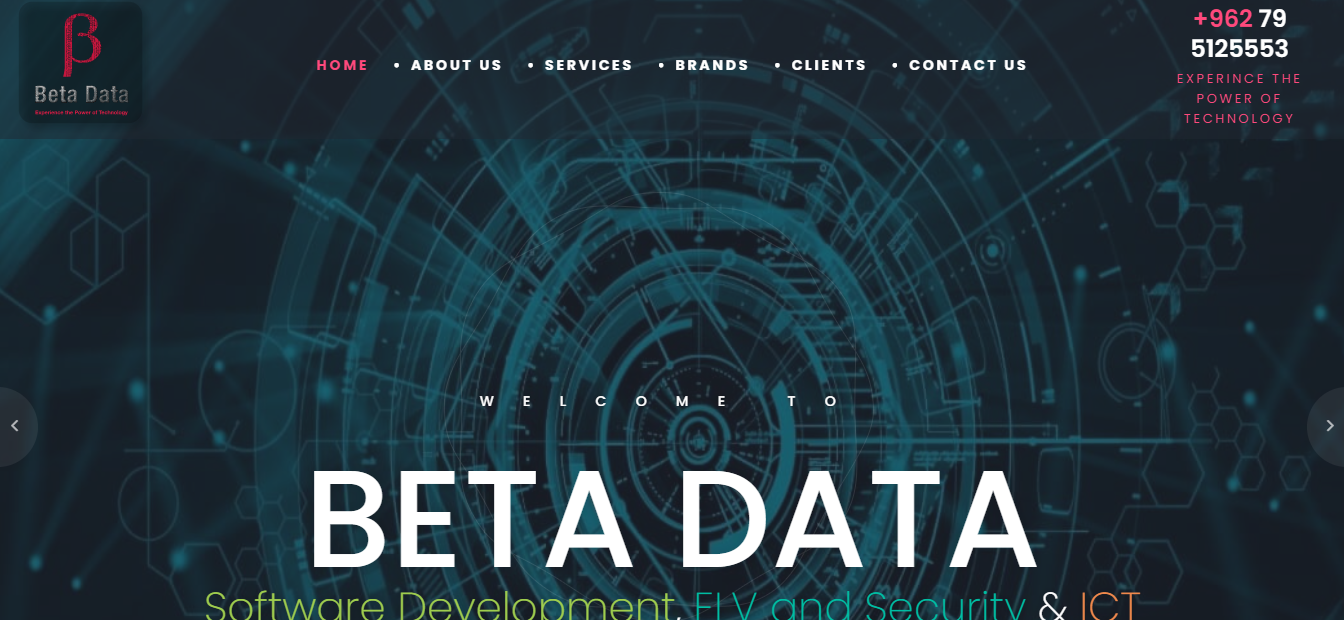 β
Beta Data
Experience the Power of Technology
HOME • ABOUT US • SERVICES • BRANDS • CLIENTS • CONTACT US
+962 79
5125553
EXPERINCE THE
POWER OF
TECHNOLOGY
WELCOME TO
BETA DATA
Software Development, ELV and Security & ICT